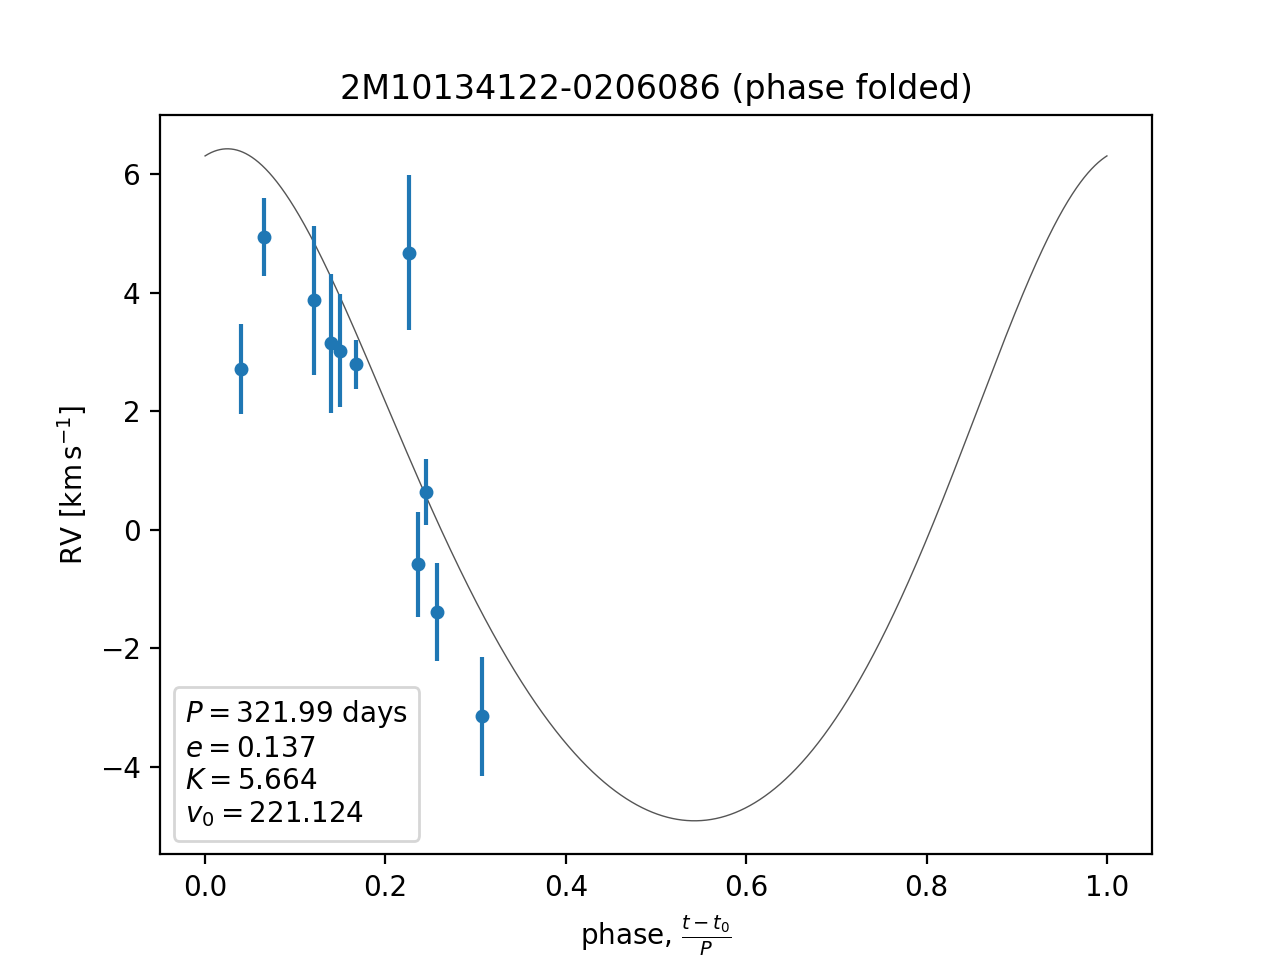 2M10134122-0206086 (phase folded)
RV [km s⁻¹]
6
4
2
0
−2
−4
P = 321.99 days
e = 0.137
K = 5.664
v₀ = 221.124
0.0 0.2 0.4 0.6 0.8 1.0
phase, (t − t₀)/P